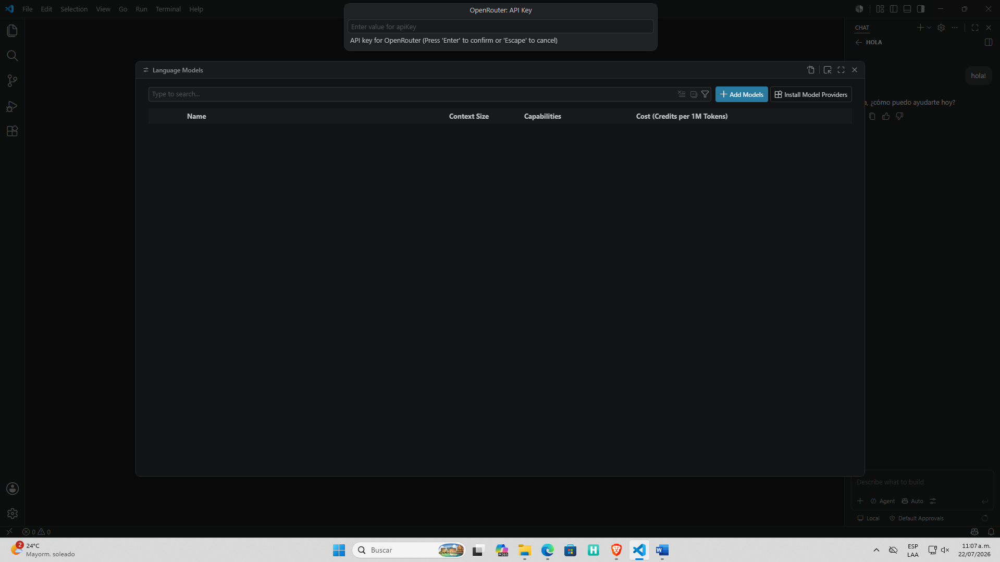 File Edit Selection View Go Run Terminal Help
OpenRouter: API Key
Enter value for apiKey
API key for OpenRouter (Press 'Enter' to confirm or 'Escape' to cancel)
CHAT
HOLA
hola!
a, ¿cómo puedo ayudarte hoy?
Language Models
Type to search...
Add Models
Install Model Providers
Name Context Size Capabilities Cost (Credits per 1M Tokens)
Describe what to build
Agent Auto
Local Default Approvals
0 0
2
24°C
Mayorm. soleado
Buscar
M365
H
W
ESP
LAA
11:07 a. m.
22/07/2026